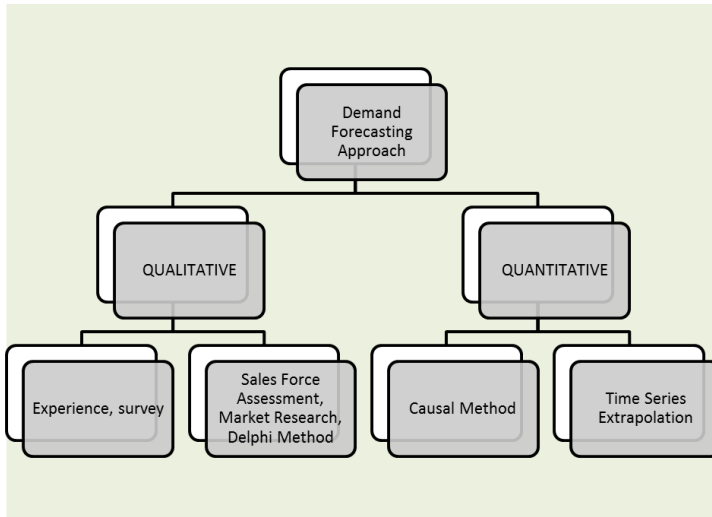 Demand
Forecasting
Approach
QUALITATIVE
QUANTITATIVE
Experience, survey
Sales Force
Assessment,
Market Research,
Delphi Method
Causal Method
Time Series
Extrapolation